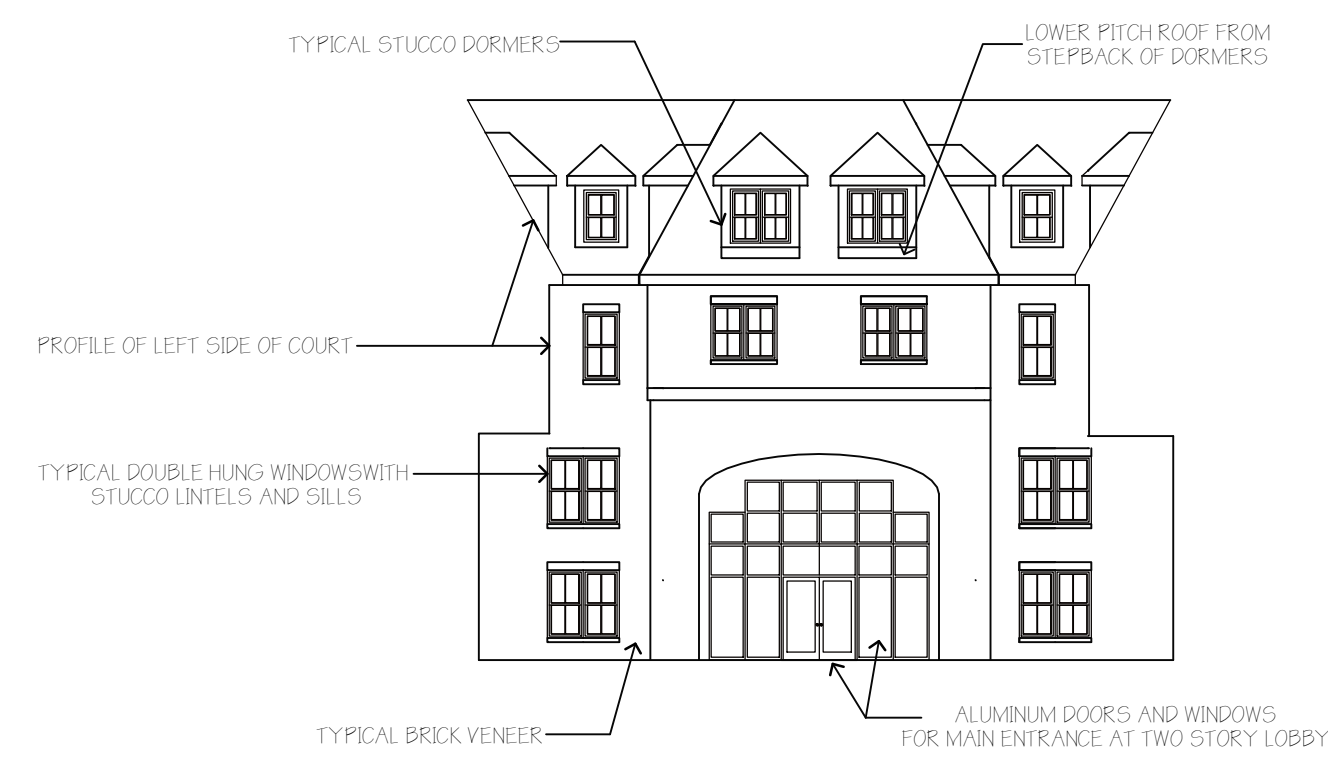 TYPICAL STUCCO DORMERS
LOWER PITCH ROOF FROM
STEPBACK OF DORMERS
PROFILE OF LEFT SIDE OF COURT
TYPICAL DOUBLE HUNG WINDOWSWITH
STUCCO LINTELS AND SILLS
TYPICAL BRICK VENEER
ALUMINUM DOORS AND WINDOWS
FOR MAIN ENTRANCE AT TWO STORY LOBBY